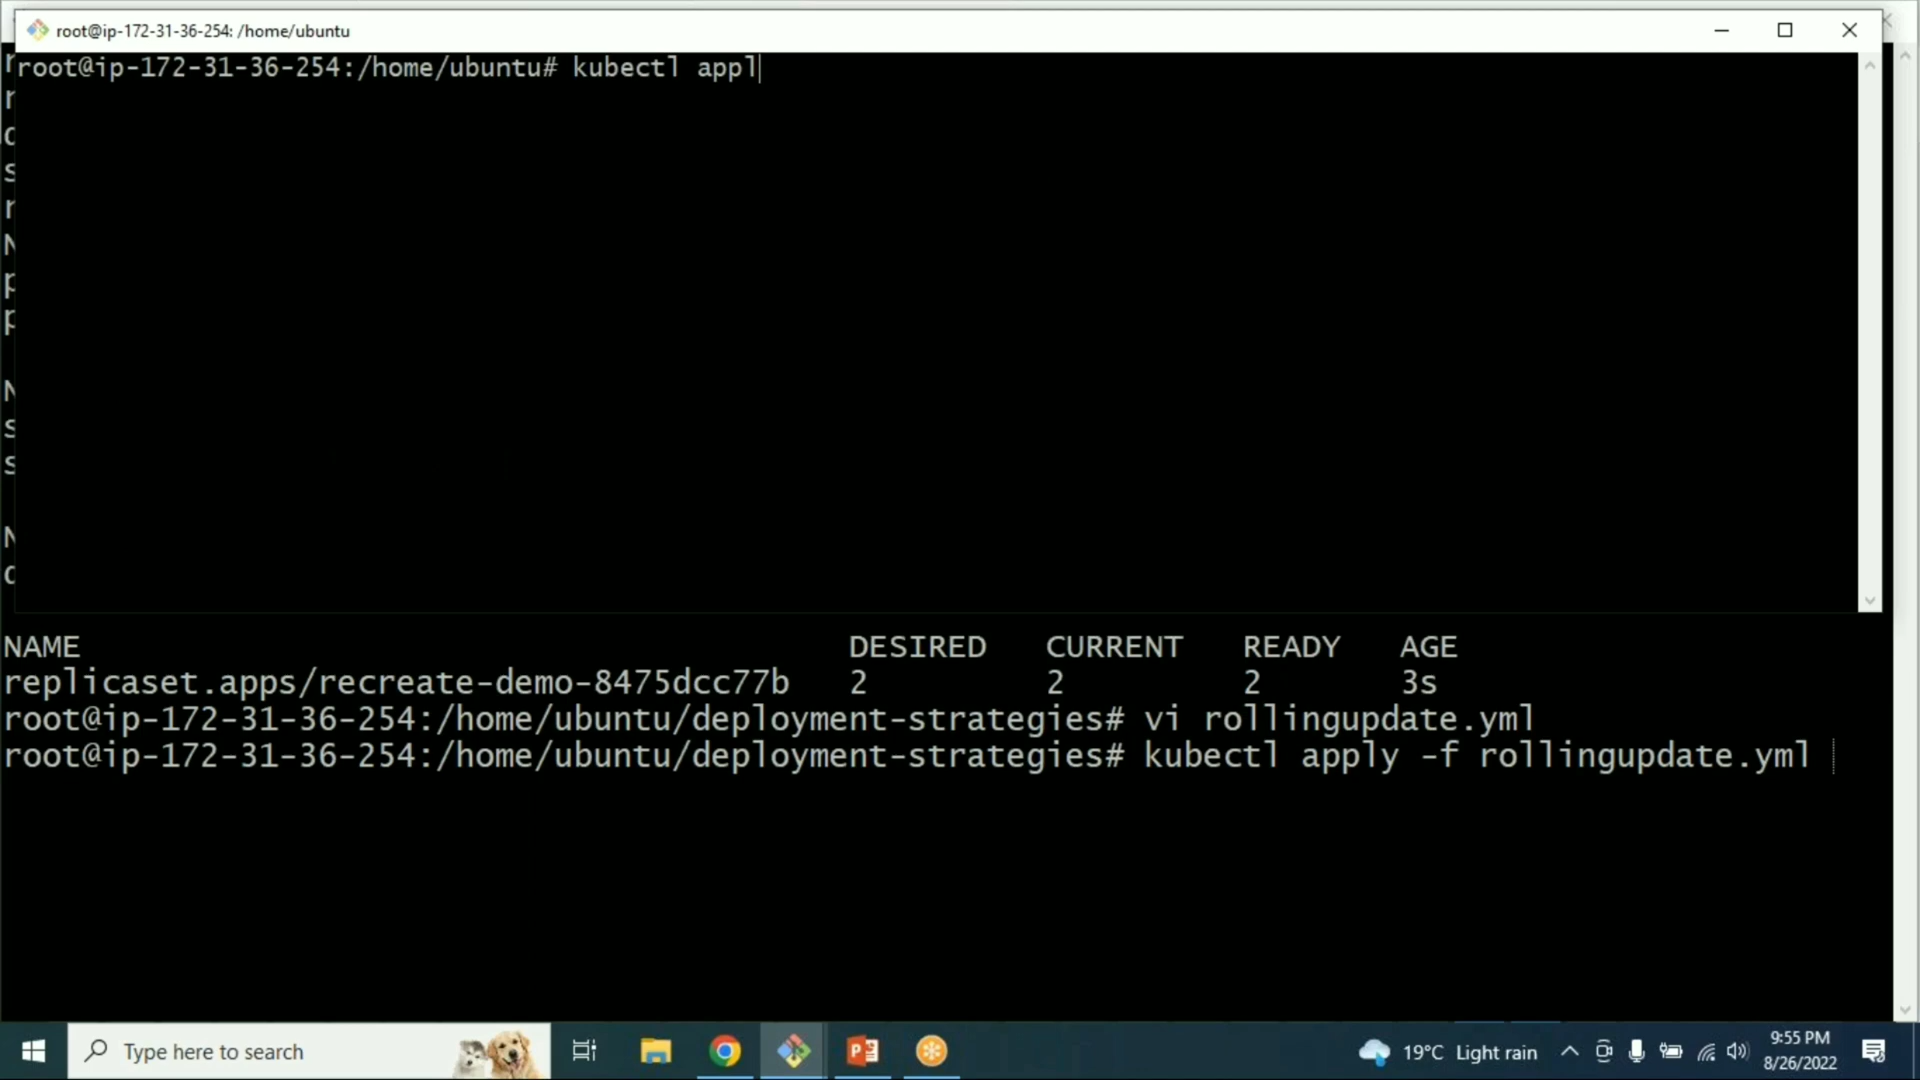 root@ip-172-31-36-254: /home/ubuntu
root@ip-172-31-36-254:/home/ubuntu# kubectl appl
NAME DESIRED CURRENT READY AGE
replicaset.apps/recreate-demo-8475dcc77b 2 2 2 3s
root@ip-172-31-36-254:/home/ubuntu/deployment-strategies# vi rollingupdate.yml
root@ip-172-31-36-254:/home/ubuntu/deployment-strategies# kubectl apply -f rollingupdate.yml
Type here to search
19°C Light rain
9:55 PM
8/26/2022